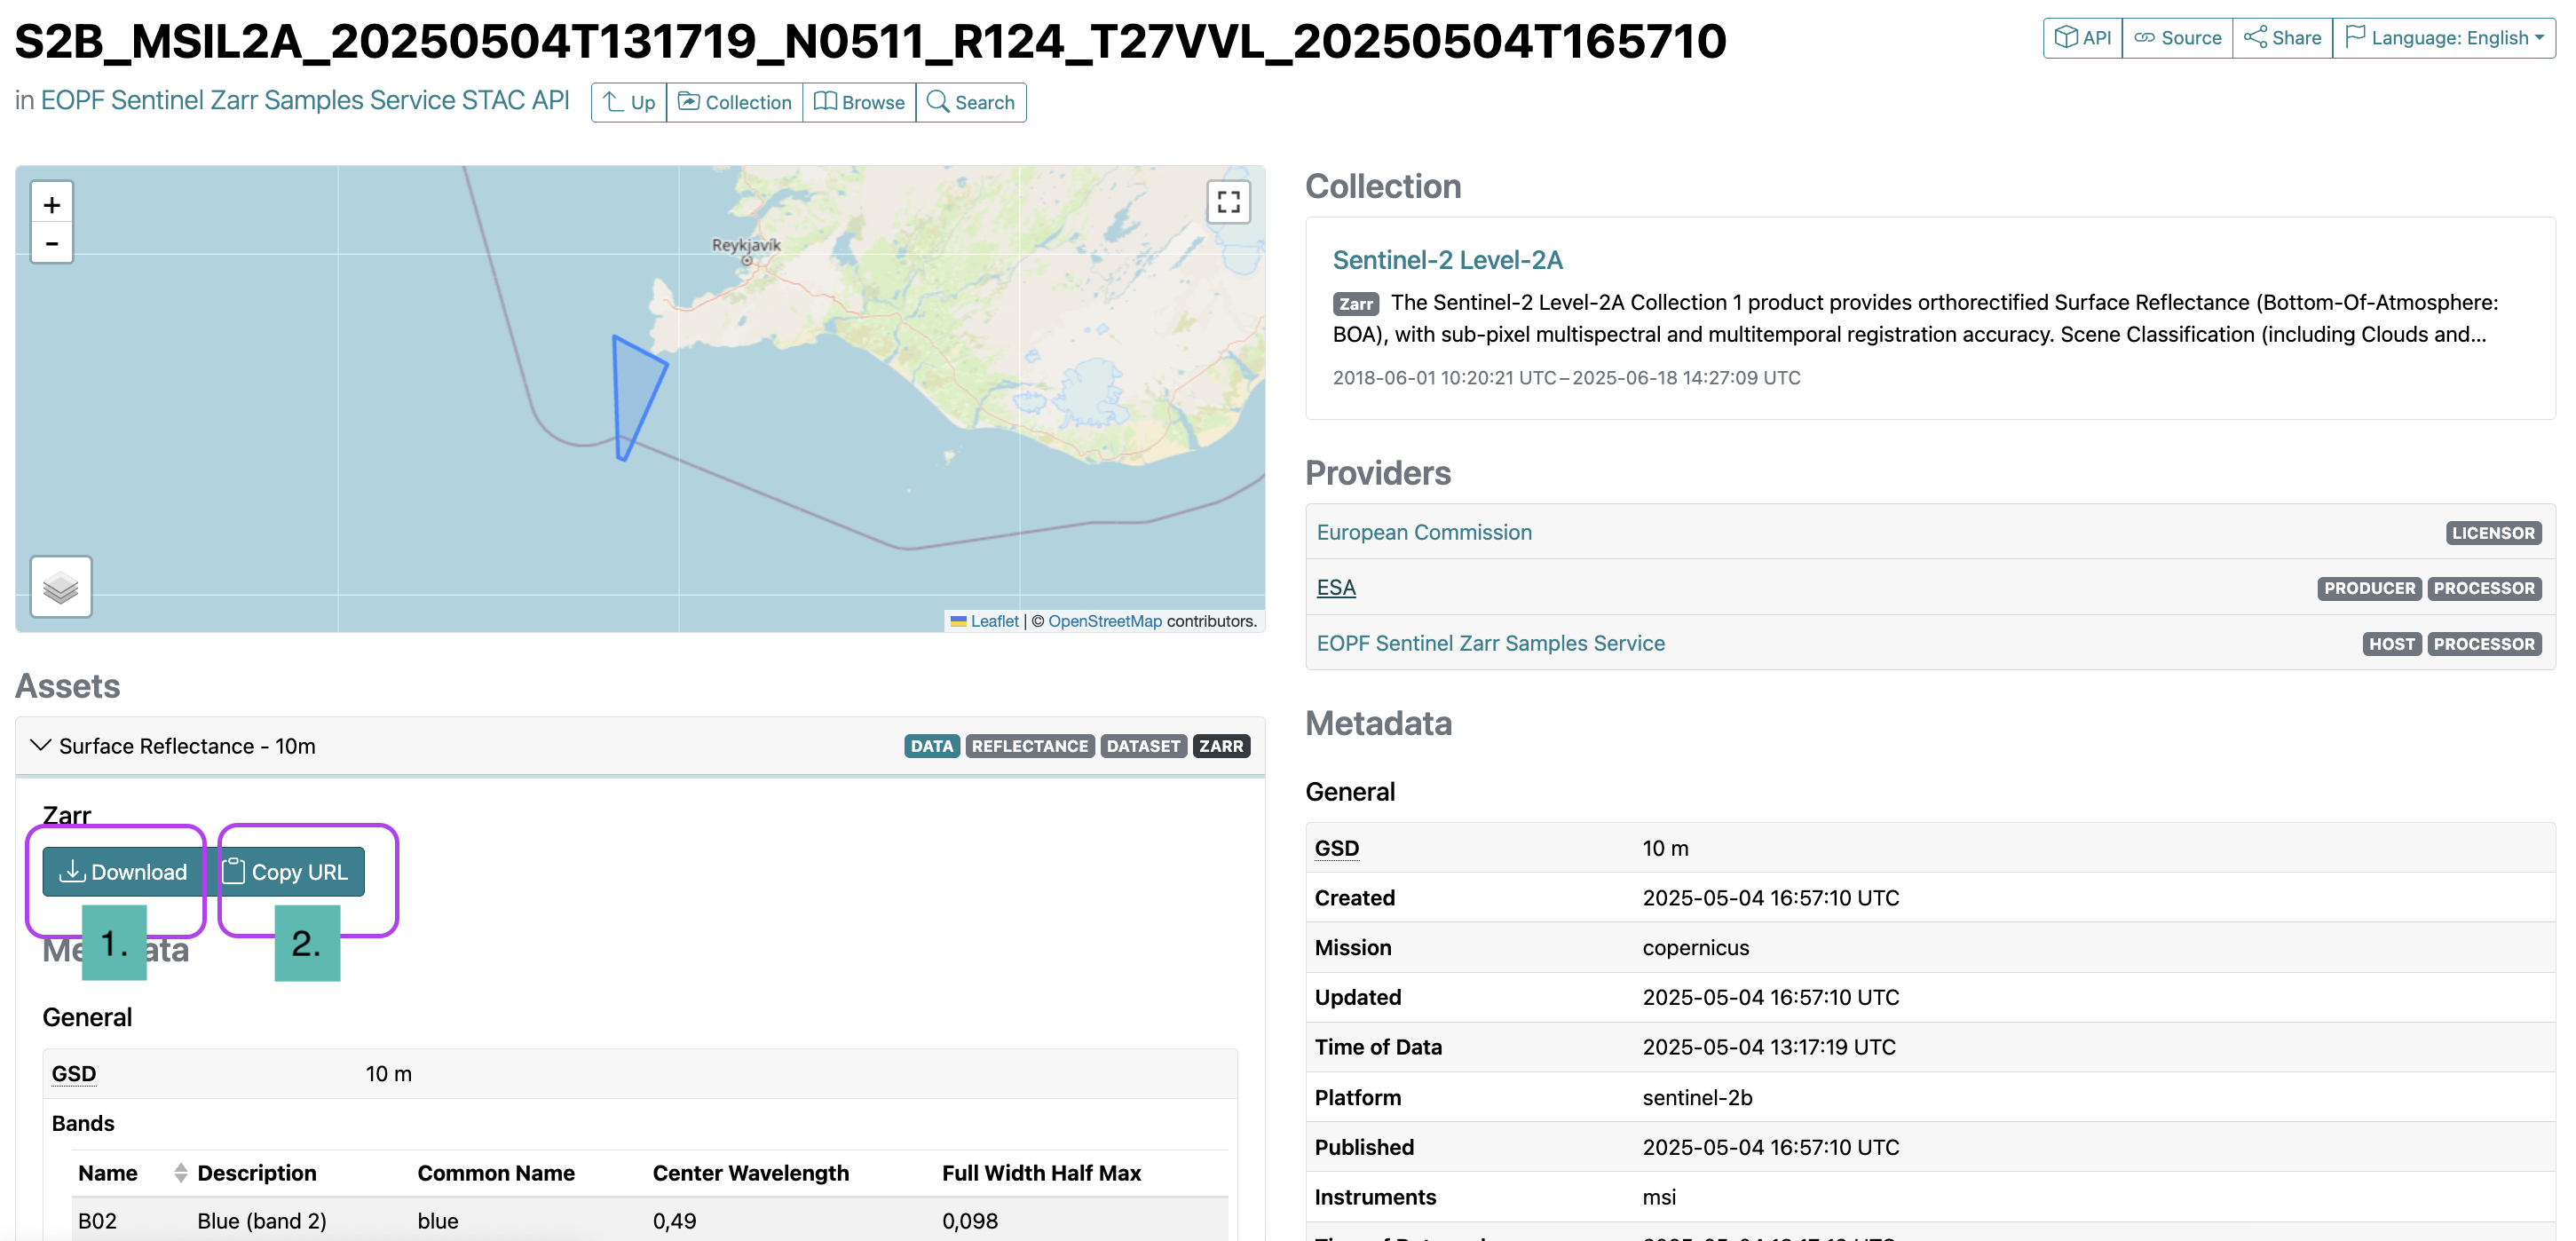 S2B_MSIL2A_20250504T131719_N0511_R124_T27VVL_20250504T165710
API Source Share Language: English
in EOPF Sentinel Zarr Samples Service STAC API Up Collection Browse Search
+
-
Reykjavík
Leaflet | © OpenStreetMap contributors.
Assets
Surface Reflectance - 10m DATA REFLECTANCE DATASET ZARR
Zarr
Download Copy URL
1. 2.
General
GSD 10 m
Bands
Name Description Common Name Center Wavelength Full Width Half Max
B02 Blue (band 2) blue 0,49 0,098
Collection
Sentinel-2 Level-2A
Zarr The Sentinel-2 Level-2A Collection 1 product provides orthorectified Surface Reflectance (Bottom-Of-Atmosphere:
BOA), with sub-pixel multispectral and multitemporal registration accuracy. Scene Classification (including Clouds and...
2018-06-01 10:20:21 UTC – 2025-06-18 14:27:09 UTC
Providers
European Commission LICENSOR
ESA PRODUCER PROCESSOR
EOPF Sentinel Zarr Samples Service HOST PROCESSOR
Metadata
General
GSD 10 m
Created 2025-05-04 16:57:10 UTC
Mission copernicus
Updated 2025-05-04 16:57:10 UTC
Time of Data 2025-05-04 13:17:19 UTC
Platform sentinel-2b
Published 2025-05-04 16:57:10 UTC
Instruments msi